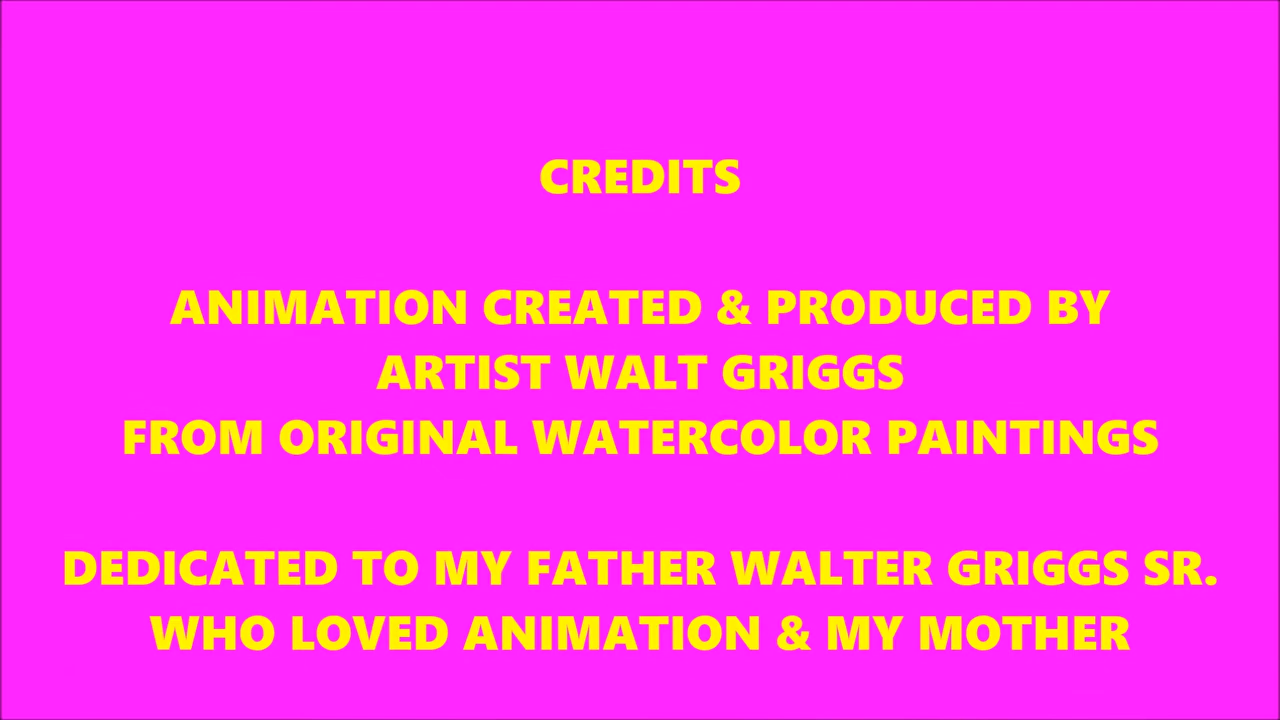 CREDITS
ANIMATION CREATED & PRODUCED BY
ARTIST WALT GRIGGS
FROM ORIGINAL WATERCOLOR PAINTINGS
DEDICATED TO MY FATHER WALTER GRIGGS SR.
WHO LOVED ANIMATION & MY MOTHER